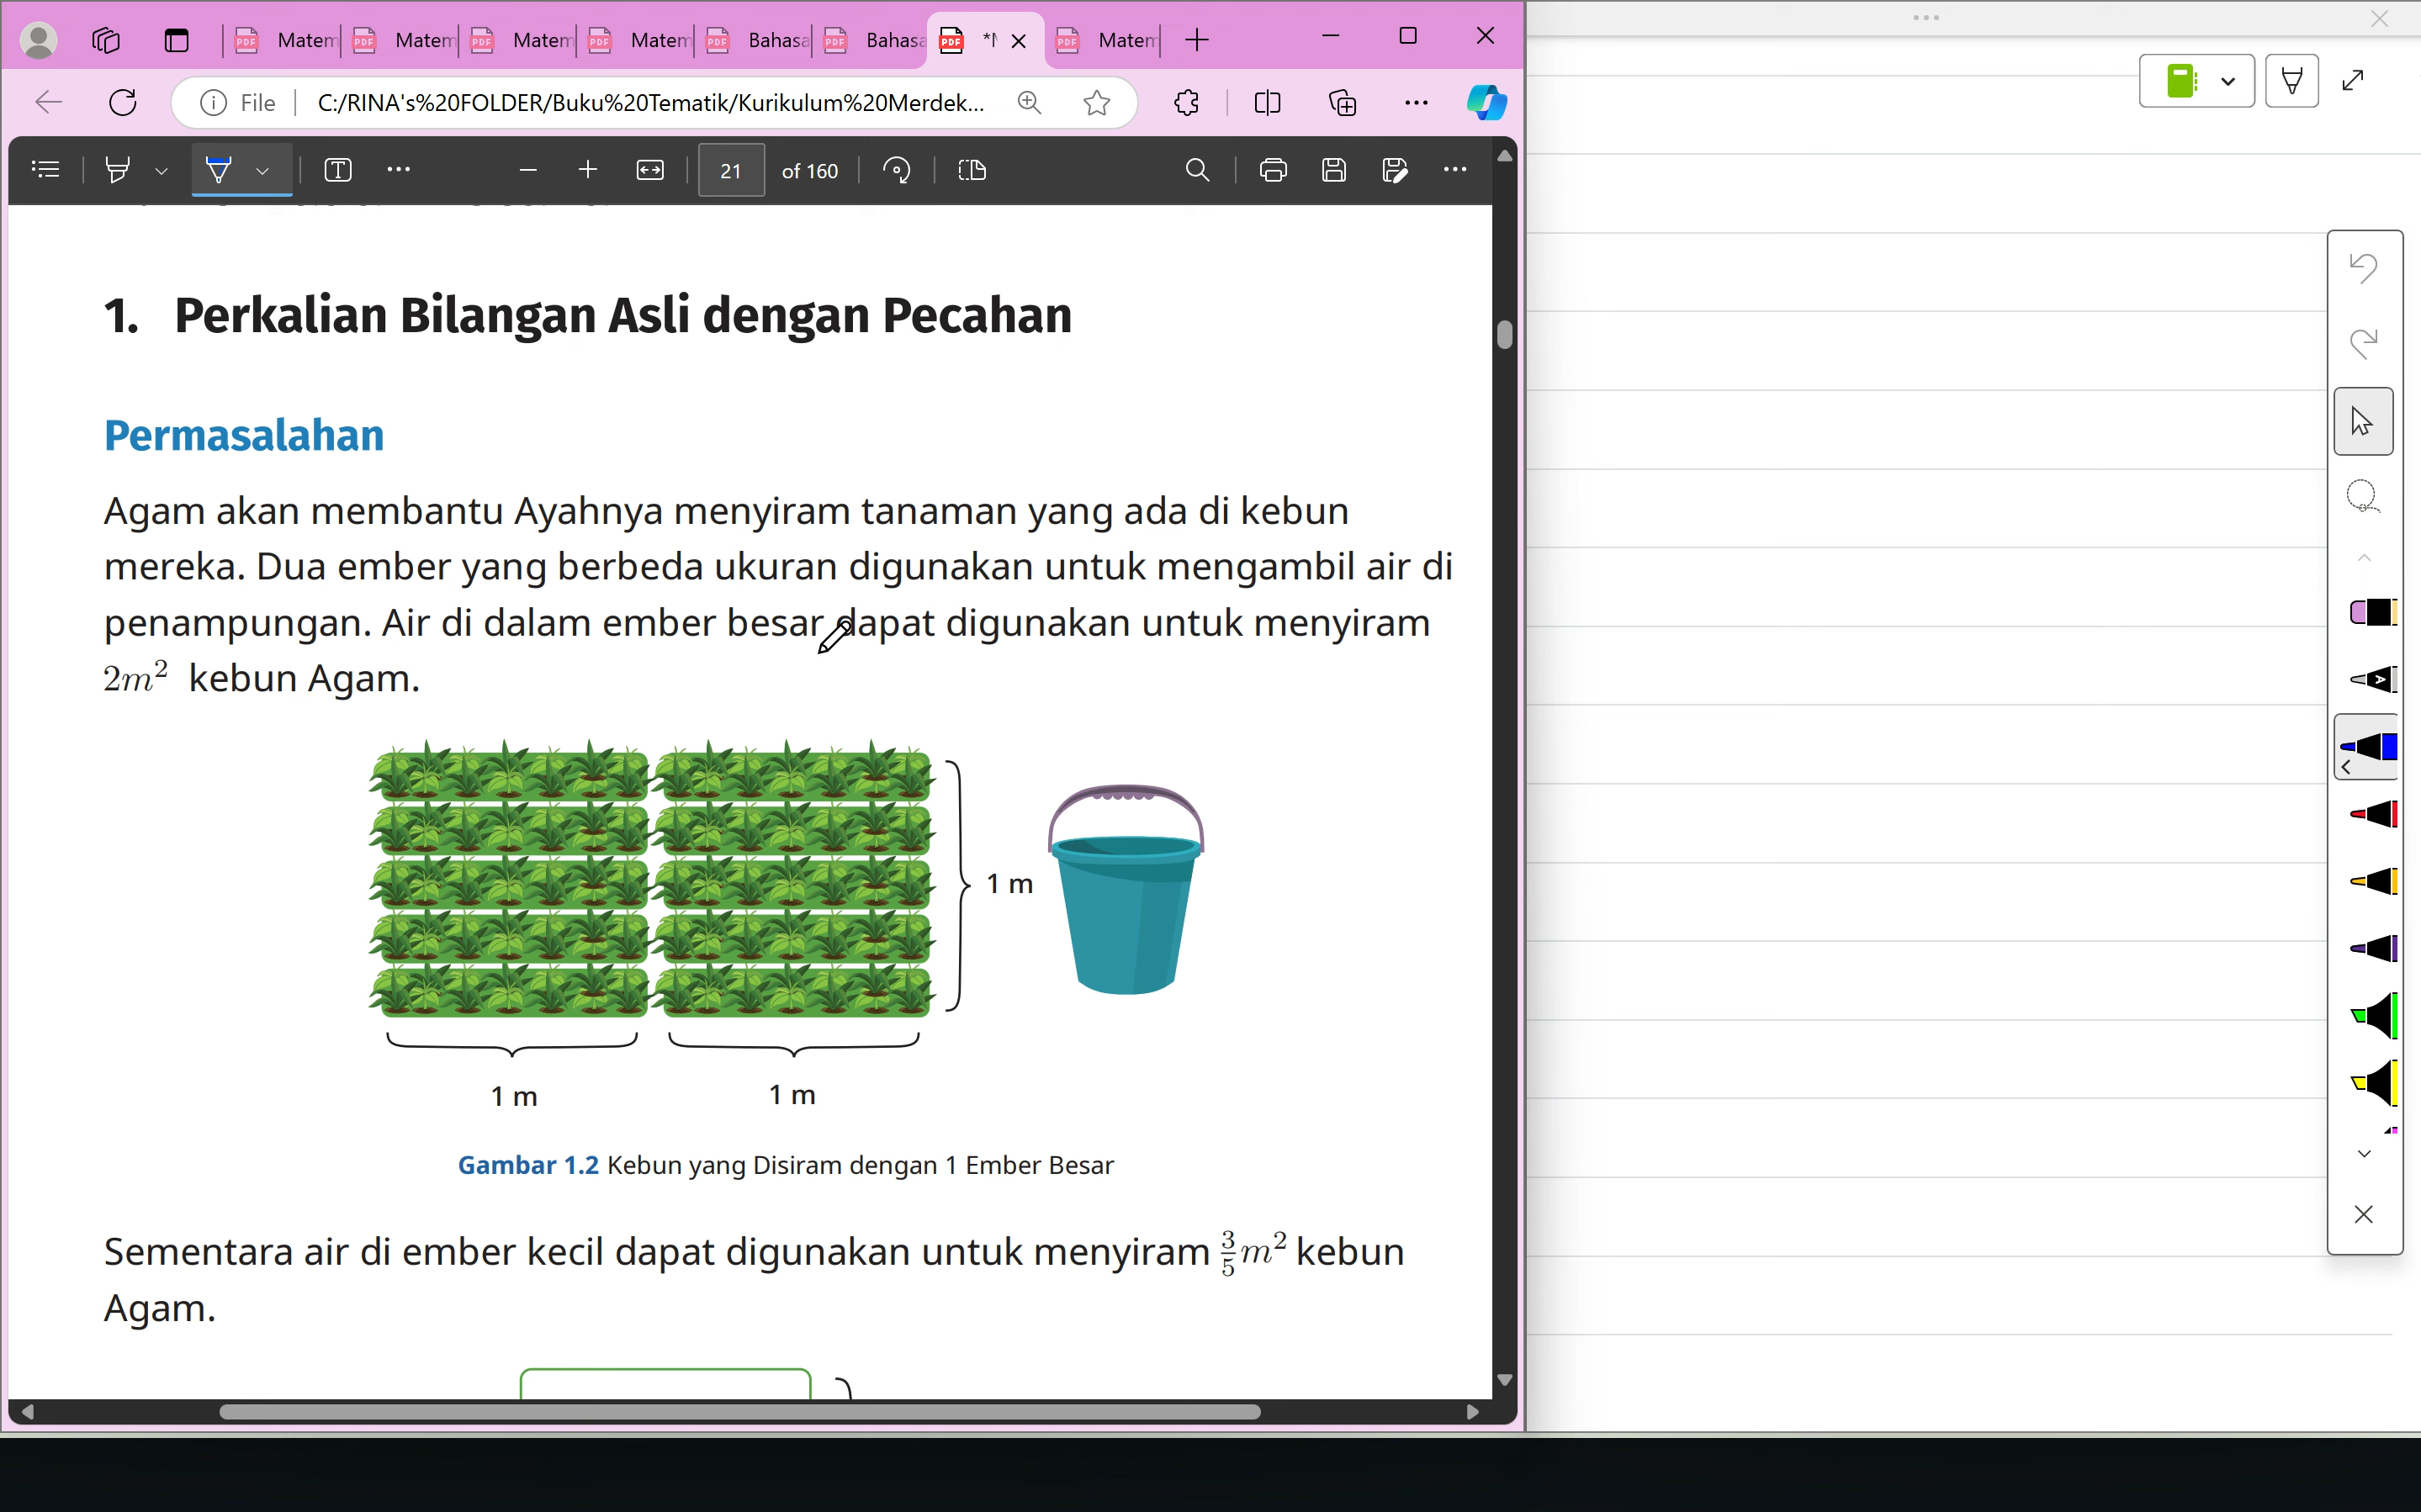 Matem Matem Matem Matem Bahasa Bahasa Matem
File C:/RINA's%20FOLDER/Buku%20Tematik/Kurikulum%20Merdek...
21 of 160
1. Perkalian Bilangan Asli dengan Pecahan
Permasalahan
Agam akan membantu Ayahnya menyiram tanaman yang ada di kebun
mereka. Dua ember yang berbeda ukuran digunakan untuk mengambil air di
penampungan. Air di dalam ember besar dapat digunakan untuk menyiram
2m² kebun Agam.
1 m
1 m 1 m
Gambar 1.2 Kebun yang Disiram dengan 1 Ember Besar
Sementara air di ember kecil dapat digunakan untuk menyiram 3/5 m² kebun
Agam.